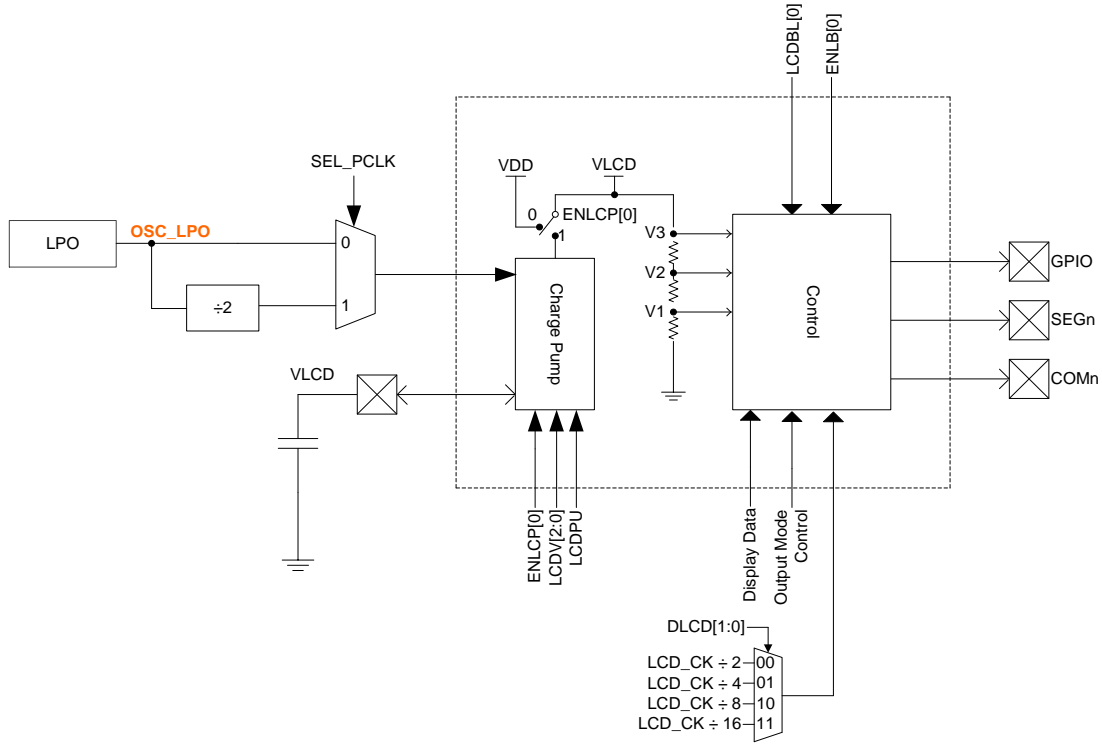 LCDBL[0]
ENLB[0]
SEL_PCLK
VDD
VLCD
0
ENLCP[0]
1
LPO
OSC_LPO
0
÷2
1
V3
V2
V1
Charge Pump
Control
GPIO
SEGn
COMn
VLCD
ENLCP[0]
LCDV[2:0]
LCDPU
Display Data
Output Mode
Control
DLCD[1:0]
LCD_CK ÷ 2 00
LCD_CK ÷ 4 01
LCD_CK ÷ 8 10
LCD_CK ÷ 16 11